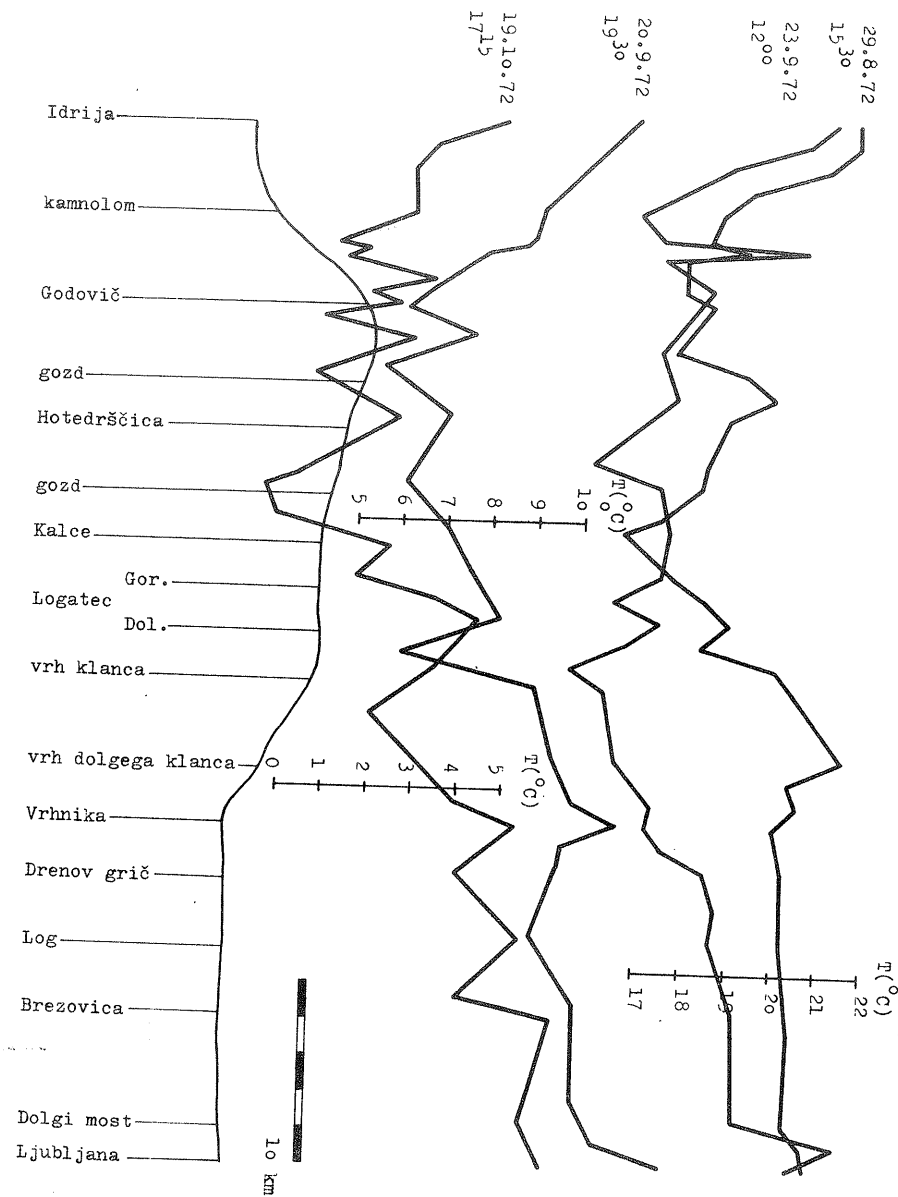 19.10.72
17 15
20.9.72
19 30
23.9.72
12 00
29.8.72
15 30
Idrija
kamnolom
Godovič
gozd
Hotedrščica
gozd
Kalce
Gor.
Logatec
Dol.
vrh klanca
vrh dolgega klanca
Vrhnika
Drenov grič
Log
Brezovica
Dolgi most
Ljubljana
5 6 7 8 9 lo T(°C)
0 1 2 3 4 5 T(°C)
17 18 19 20 21 22 T(°C)
lo km